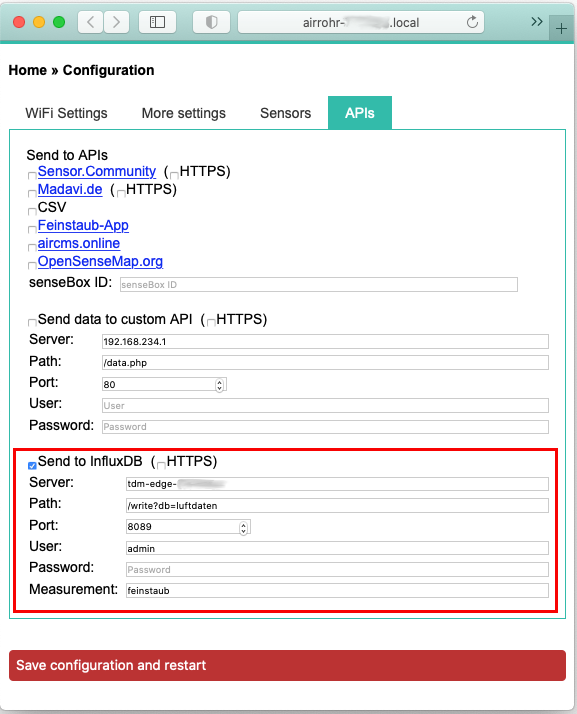 airrohr- .local
Home » Configuration
WiFi Settings More settings Sensors APIs
Send to APIs
Sensor.Community (HTTPS)
Madavi.de (HTTPS)
CSV
Feinstaub-App
aircms.online
OpenSenseMap.org
senseBox ID: senseBox ID
Send data to custom API (HTTPS)
Server: 192.168.234.1
Path: /data.php
Port: 80
User: User
Password: Password
Send to InfluxDB (HTTPS)
Server: tdm-edge-
Path: /write?db=luftdaten
Port: 8089
User: admin
Password: Password
Measurement: feinstaub
Save configuration and restart